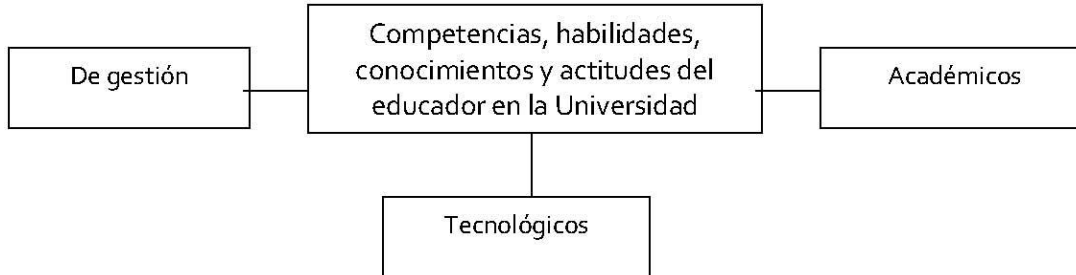 Competencias, habilidades,
conocimientos y actitudes del
educador en la Universidad
De gestión
Académicos
Tecnológicos